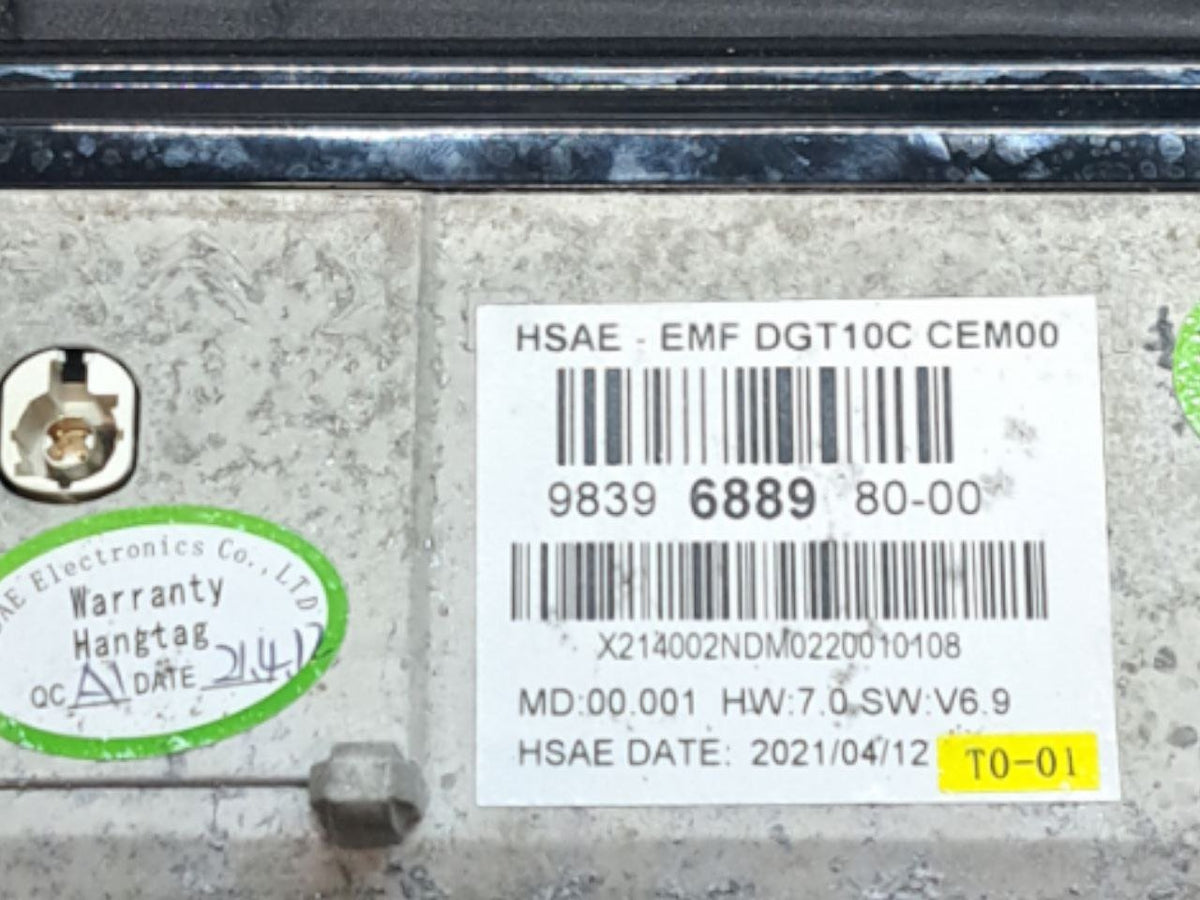 HSAE - EMF DGT10C CEM00
9839 6889 80-00
X214002NDM0220010108
MD:00.001 HW:7.0 SW:V6.9
HSAE DATE: 2021/04/12
T0-01
Electronics Co.,LTD
Warranty
Hangtag
QC A1 DATE 21.4.12